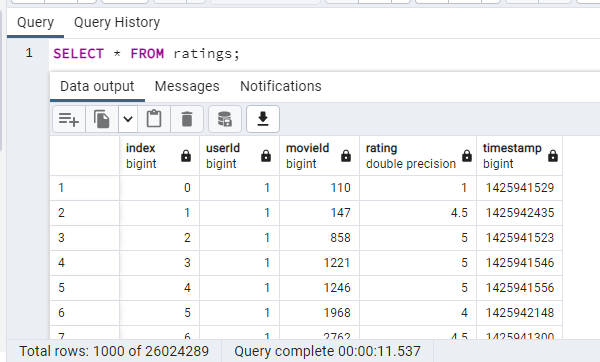 Query Query History
1 SELECT * FROM ratings;
Data output Messages Notifications
index userId movieId rating timestamp
bigint bigint bigint double precision bigint
1 0 1 110 1 1425941529
2 1 1 147 4.5 1425942435
3 2 1 858 5 1425941523
4 3 1 1221 5 1425941546
5 4 1 1246 5 1425941556
6 5 1 1968 4 1425942148
7 6 1 2762 4.5 1425941300
Total rows: 1000 of 26024289 Query complete 00:00:11.537